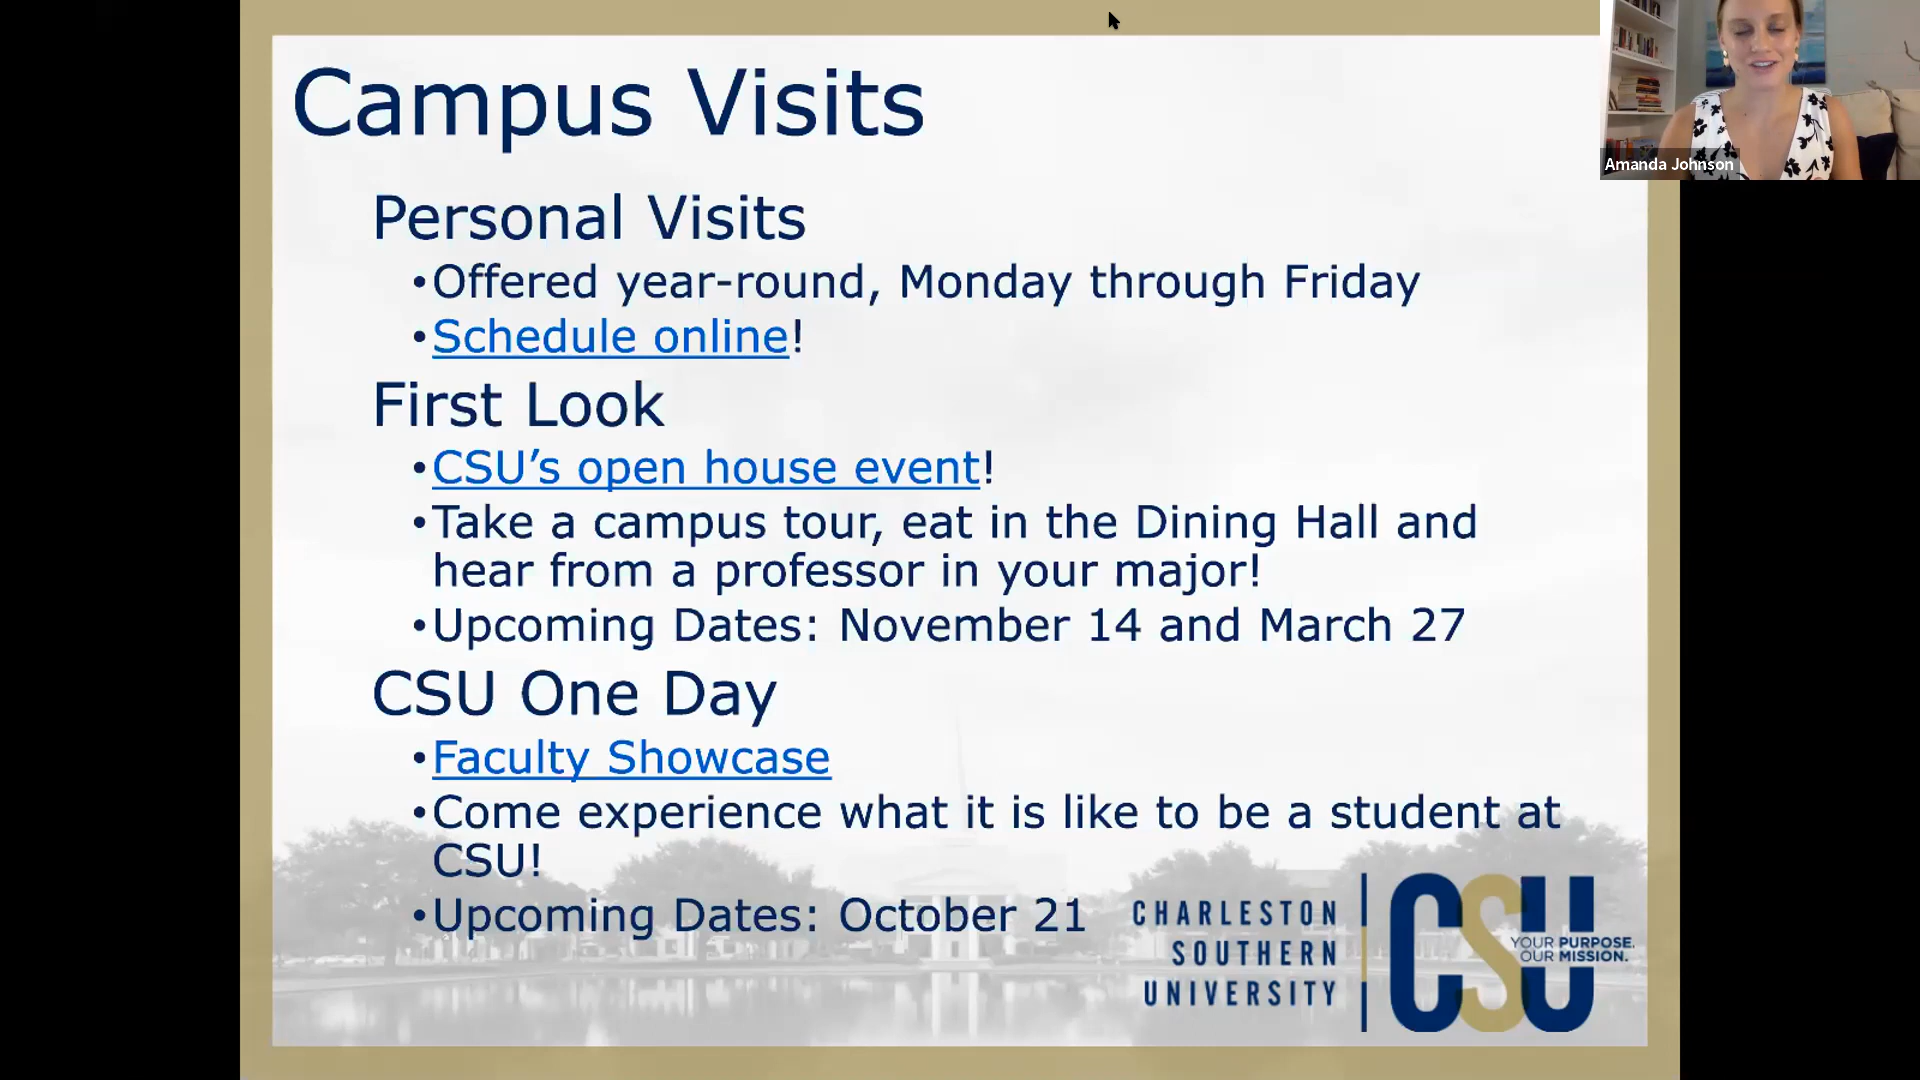 Campus Visits
Amanda Johnson
Personal Visits
•Offered year-round, Monday through Friday
•Schedule online!
First Look
•CSU’s open house event!
•Take a campus tour, eat in the Dining Hall and
hear from a professor in your major!
•Upcoming Dates: November 14 and March 27
CSU One Day
•Faculty Showcase
•Come experience what it is like to be a student at
CSU!
•Upcoming Dates: October 21
CHARLESTON
SOUTHERN
UNIVERSITY
CSU
YOUR PURPOSE.
OUR MISSION.